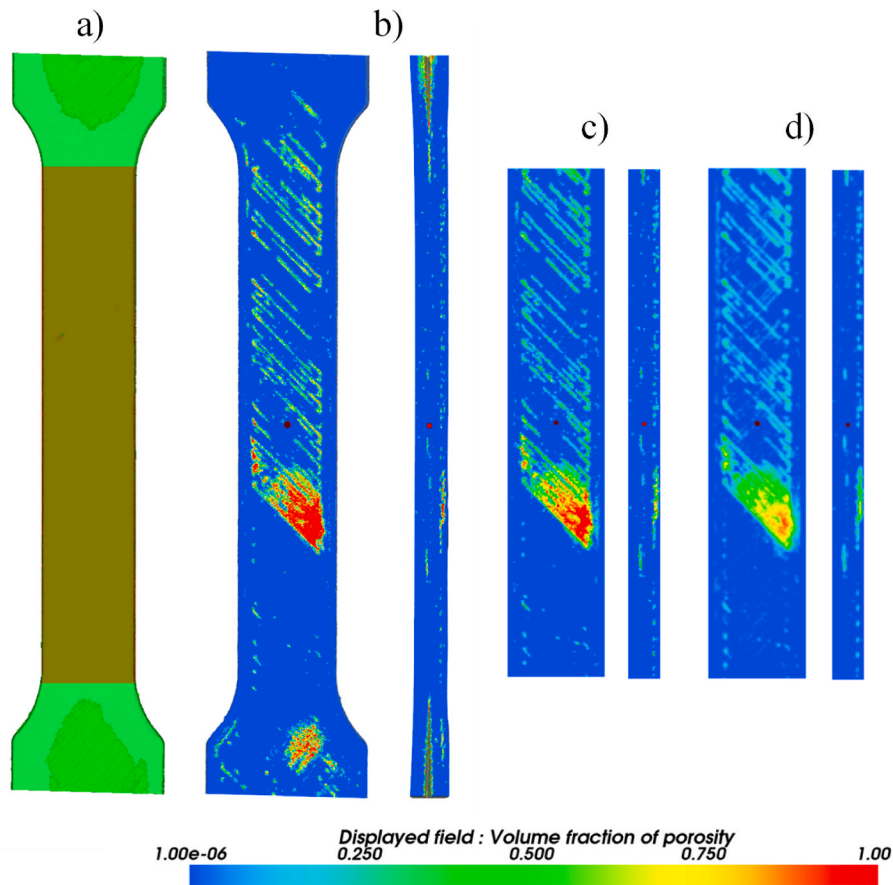 a)
b)
c)
d)
Displayed field : Volume fraction of porosity
1.00e-06 0.250 0.500 0.750 1.00